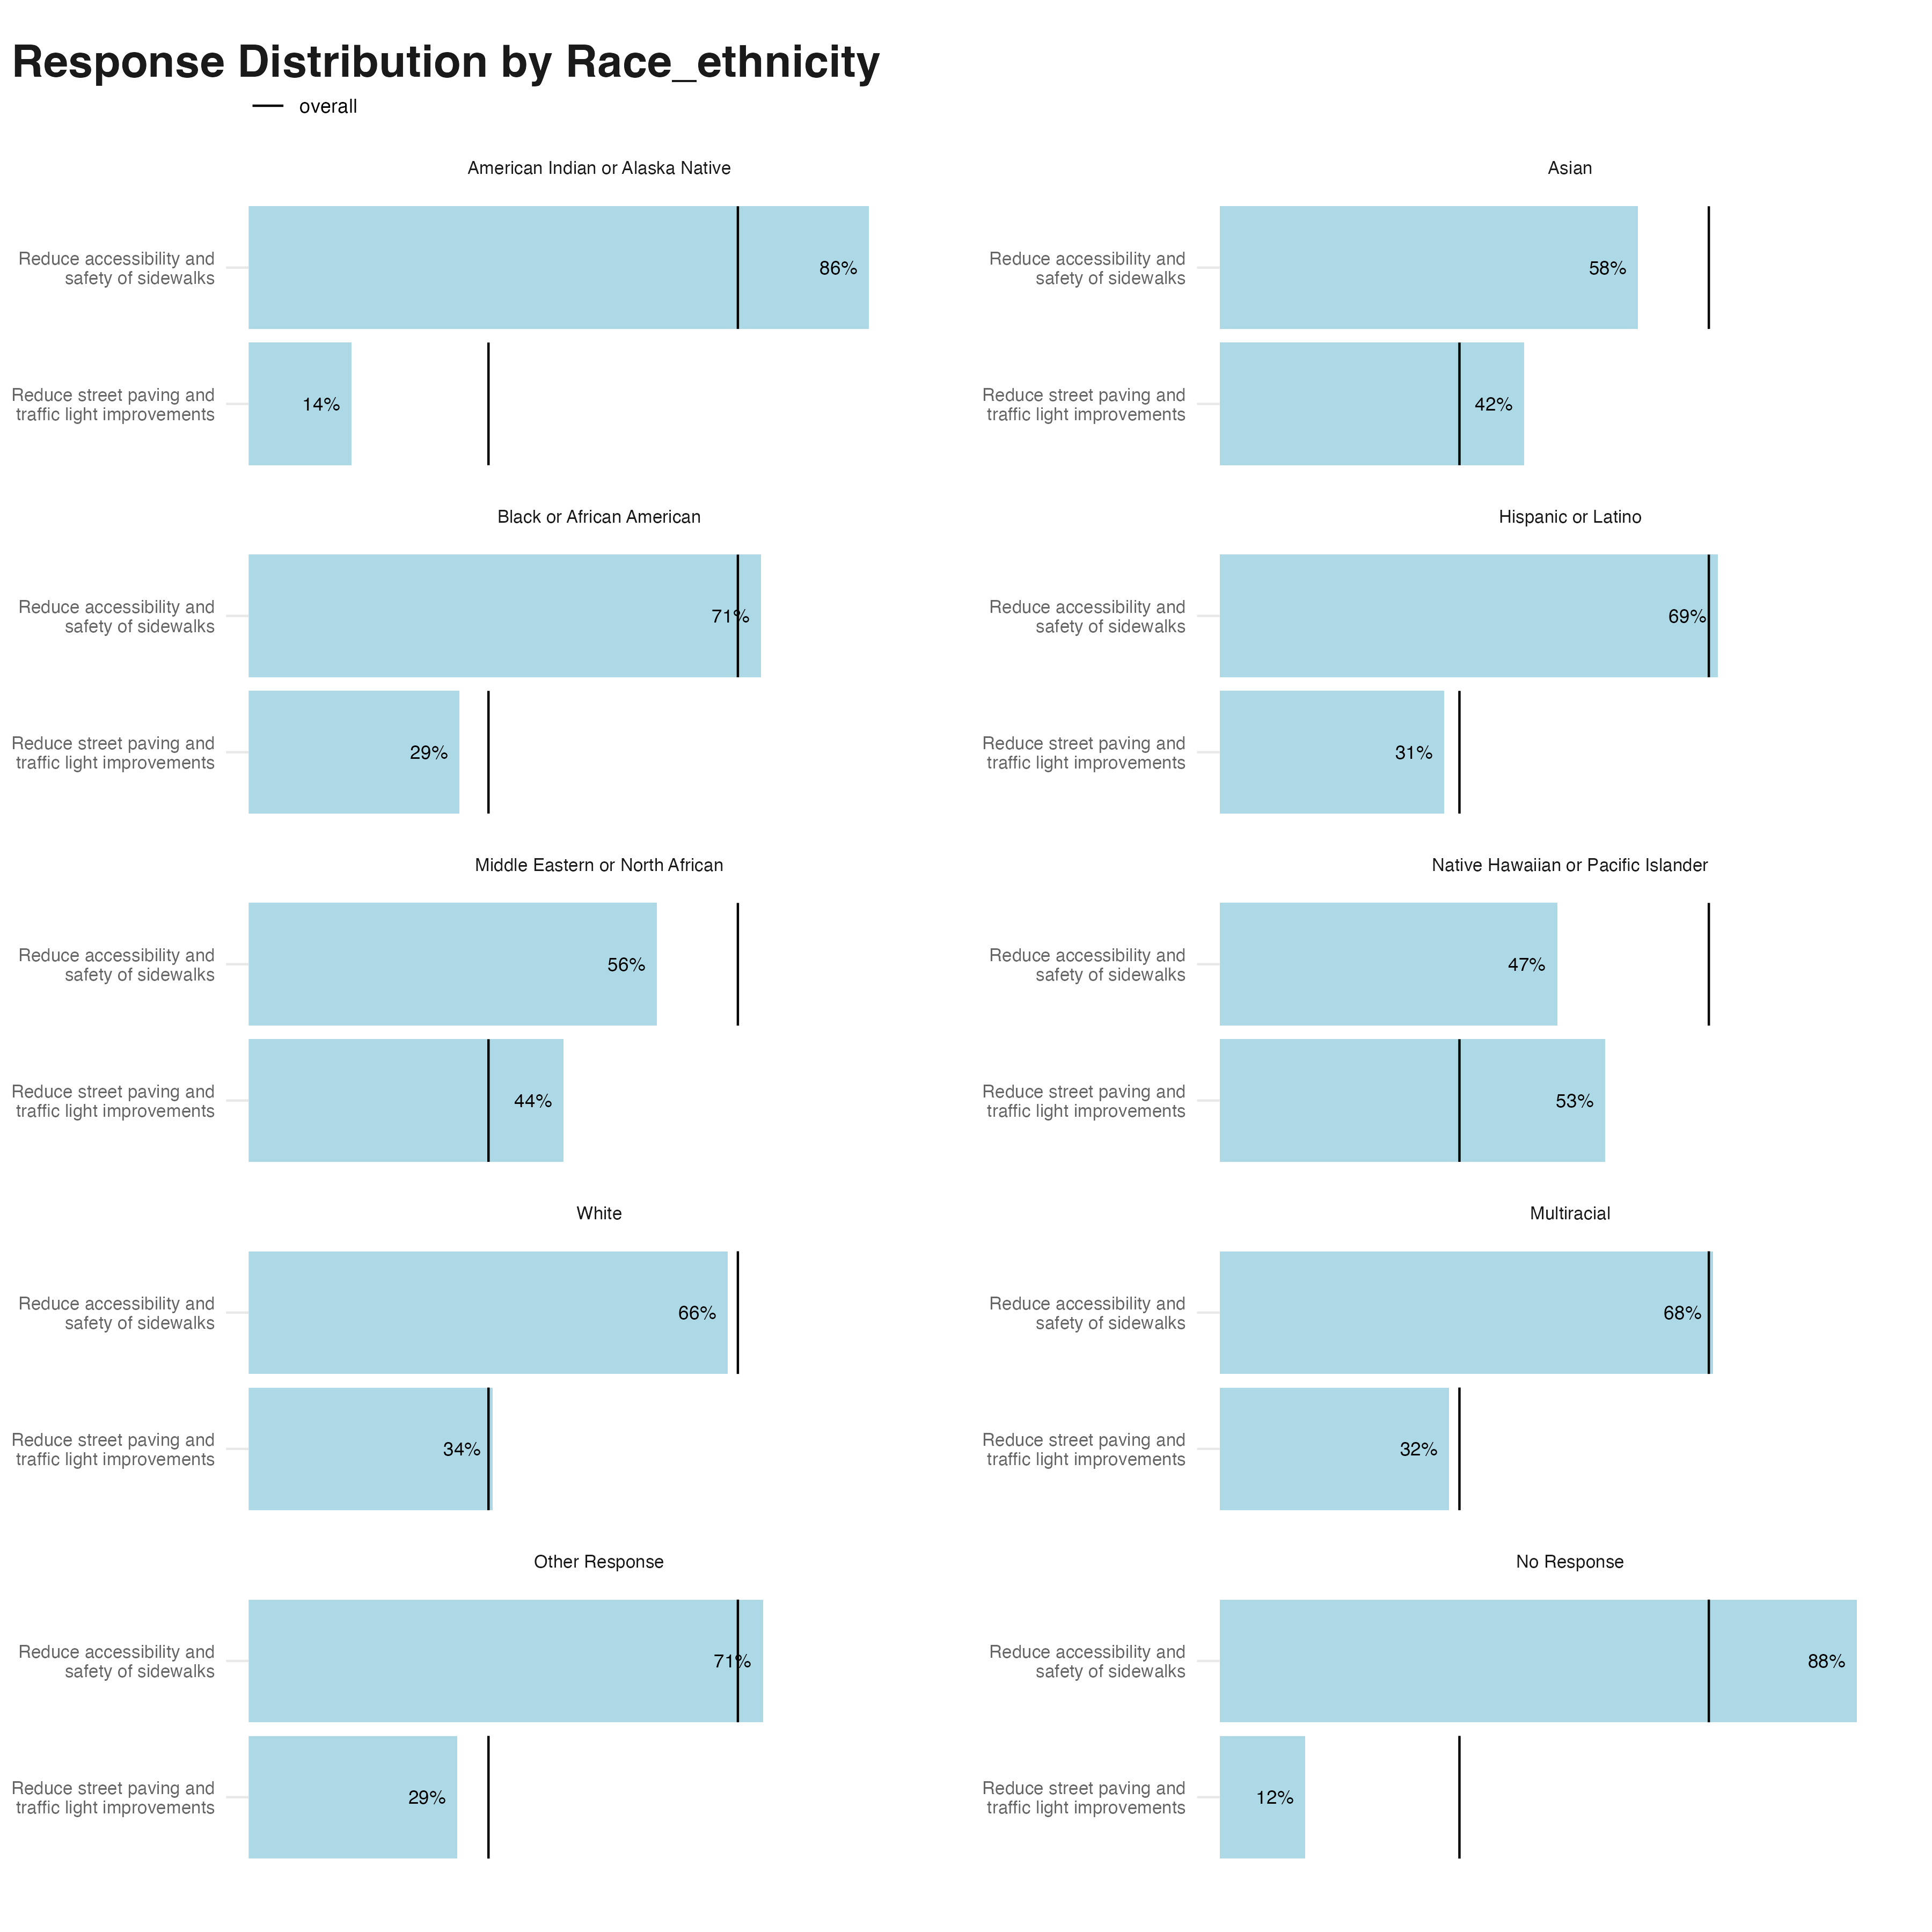 Response Distribution by Race_ethnicity
overall
American Indian or Alaska Native
Reduce accessibility and
safety of sidewalks
86%
Reduce street paving and
traffic light improvements
14%
Asian
Reduce accessibility and
safety of sidewalks
58%
Reduce street paving and
traffic light improvements
42%
Black or African American
Reduce accessibility and
safety of sidewalks
71%
Reduce street paving and
traffic light improvements
29%
Hispanic or Latino
Reduce accessibility and
safety of sidewalks
69%
Reduce street paving and
traffic light improvements
31%
Middle Eastern or North African
Reduce accessibility and
safety of sidewalks
56%
Reduce street paving and
traffic light improvements
44%
Native Hawaiian or Pacific Islander
Reduce accessibility and
safety of sidewalks
47%
Reduce street paving and
traffic light improvements
53%
White
Reduce accessibility and
safety of sidewalks
66%
Reduce street paving and
traffic light improvements
34%
Multiracial
Reduce accessibility and
safety of sidewalks
68%
Reduce street paving and
traffic light improvements
32%
Other Response
Reduce accessibility and
safety of sidewalks
71%
Reduce street paving and
traffic light improvements
29%
No Response
Reduce accessibility and
safety of sidewalks
88%
Reduce street paving and
traffic light improvements
12%